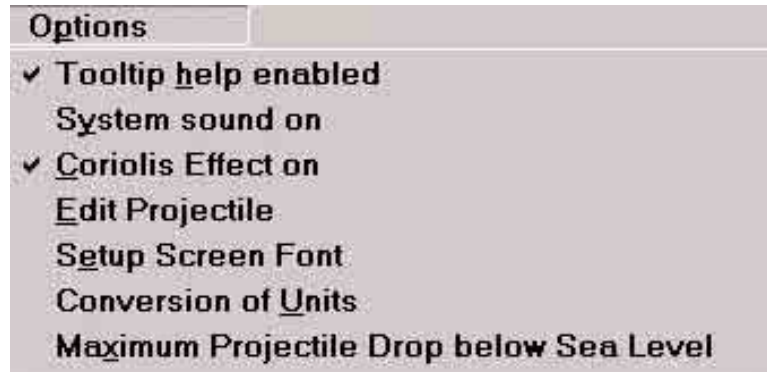 Options
Tooltip help enabled
System sound on
Coriolis Effect on
Edit Projectile
Setup Screen Font
Conversion of Units
Maximum Projectile Drop below Sea Level